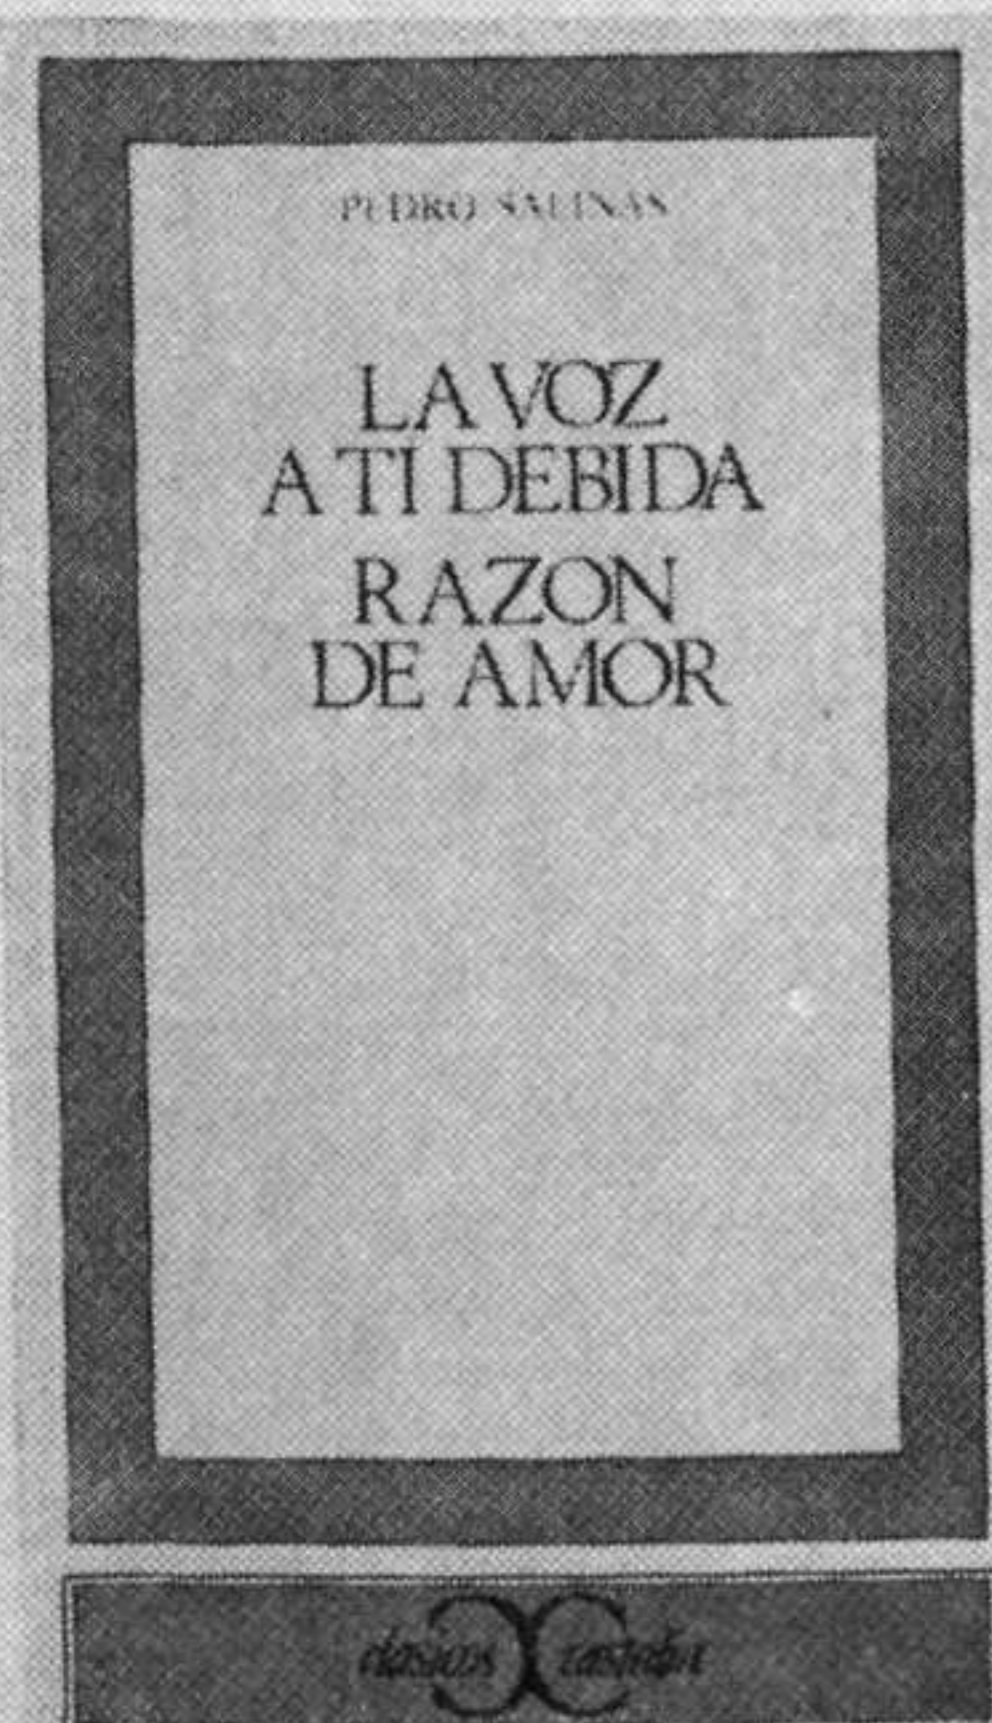 PEDRO SALINAS
LA VOZ
A TI DEBIDA
RAZON
DE AMOR
clásicos castalia